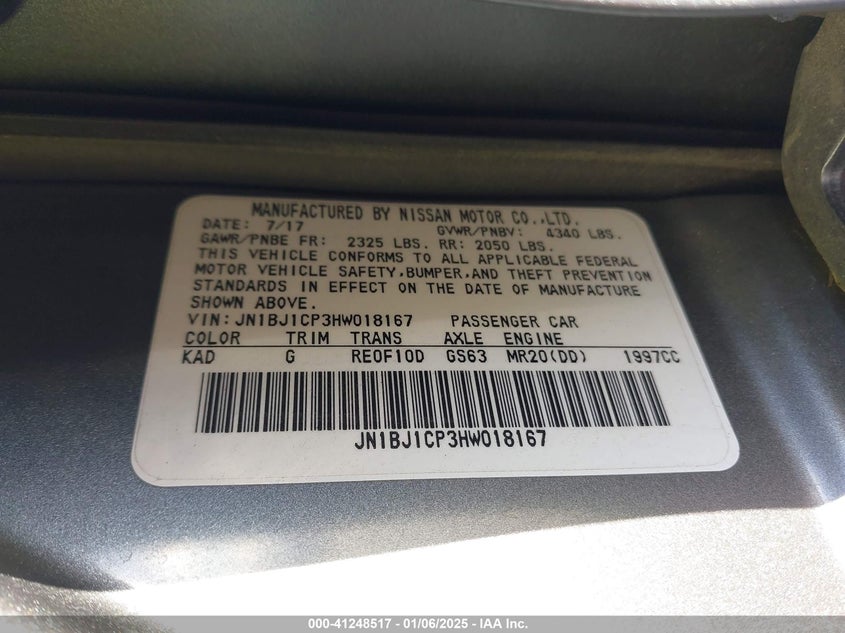 MANUFACTURED BY NISSAN MOTOR CO.,LTD.
DATE: 7/17 GVWR/PNBV: 4340 LBS.
GAWR/PNBE FR: 2325 LBS. RR: 2050 LBS.
THIS VEHICLE CONFORMS TO ALL APPLICABLE FEDERAL
MOTOR VEHICLE SAFETY,BUMPER,AND THEFT PREVENTION
STANDARDS IN EFFECT ON THE DATE OF MANUFACTURE
SHOWN ABOVE.
VIN:JN1BJ1CP3HW018167 PASSENGER CAR
COLOR TRIM TRANS AXLE ENGINE
KAD G RE0F10D GS63 MR20(DD) 1997CC
JN1BJ1CP3HW018167
000-41248517 - 01/06/2025 - IAA Inc.